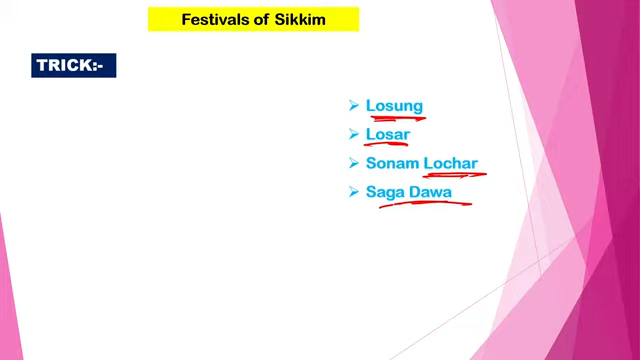 Festivals of Sikkim
TRICK:-
➢ Losung
➢ Losar
➢ Sonam Lochar
➢ Saga Dawa